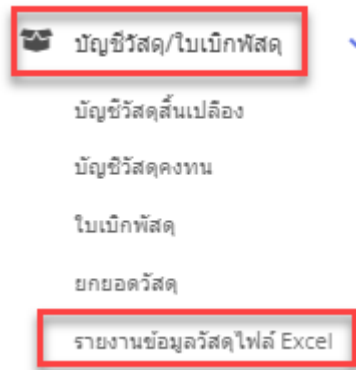 บัญชีวัสดุ/ใบเบิกพัสดุ
บัญชีวัสดุสิ้นเปลือง
บัญชีวัสดุคงทน
ใบเบิกพัสดุ
ยกยอดวัสดุ
รายงานข้อมูลวัสดุไฟล์ Excel